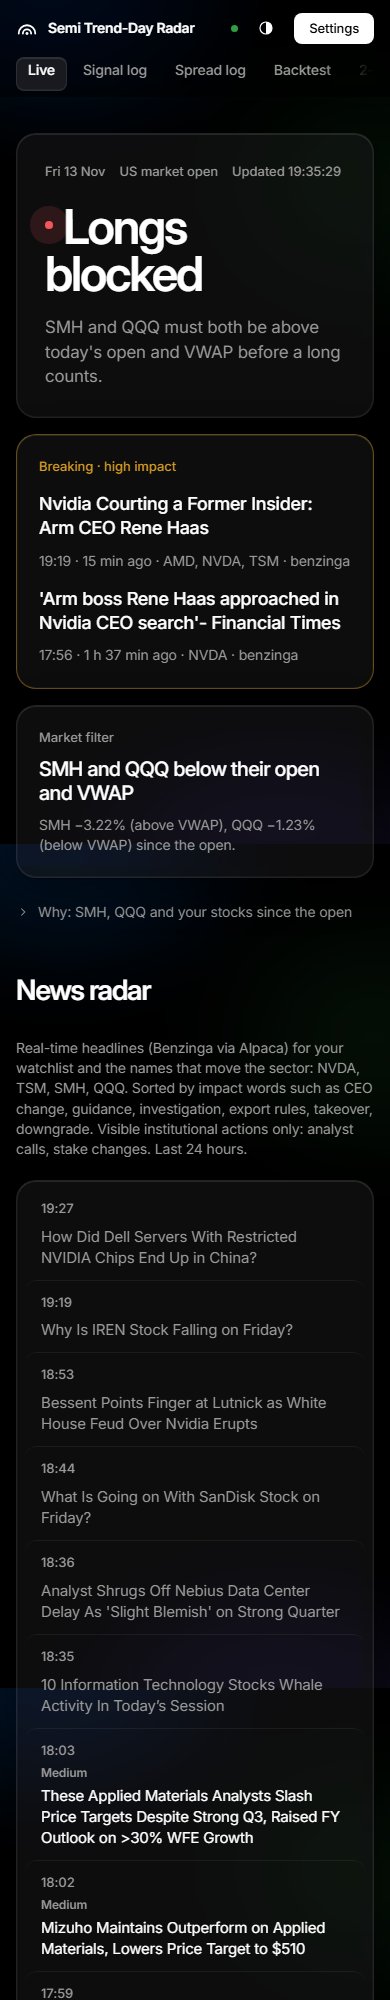 Semi Trend-Day Radar
Settings
Live Signal log Spread log Backtest 2
Fri 13 Nov US market open Updated 19:35:29
Longs
blocked
SMH and QQQ must both be above
today's open and VWAP before a long
counts.
Breaking · high impact
Nvidia Courting a Former Insider:
Arm CEO Rene Haas
19:19 · 15 min ago · AMD, NVDA, TSM · benzinga
'Arm boss Rene Haas approached in
Nvidia CEO search'- Financial Times
17:56 · 1 h 37 min ago · NVDA · benzinga
Market filter
SMH and QQQ below their open
and VWAP
SMH −3.22% (above VWAP), QQQ −1.23%
(below VWAP) since the open.
Why: SMH, QQQ and your stocks since the open
News radar
Real-time headlines (Benzinga via Alpaca) for your
watchlist and the names that move the sector: NVDA,
TSM, SMH, QQQ. Sorted by impact words such as CEO
change, guidance, investigation, export rules, takeover,
downgrade. Visible institutional actions only: analyst
calls, stake changes. Last 24 hours.
19:27
How Did Dell Servers With Restricted
NVIDIA Chips End Up in China?
19:19
Why Is IREN Stock Falling on Friday?
18:53
Bessent Points Finger at Lutnick as White
House Feud Over Nvidia Erupts
18:44
What Is Going on With SanDisk Stock on
Friday?
18:36
Analyst Shrugs Off Nebius Data Center
Delay As 'Slight Blemish' on Strong Quarter
18:35
10 Information Technology Stocks Whale
Activity In Today's Session
18:03
Medium
These Applied Materials Analysts Slash
Price Targets Despite Strong Q3, Raised FY
Outlook on >30% WFE Growth
18:02
Medium
Mizuho Maintains Outperform on Applied
Materials, Lowers Price Target to $510
17:59